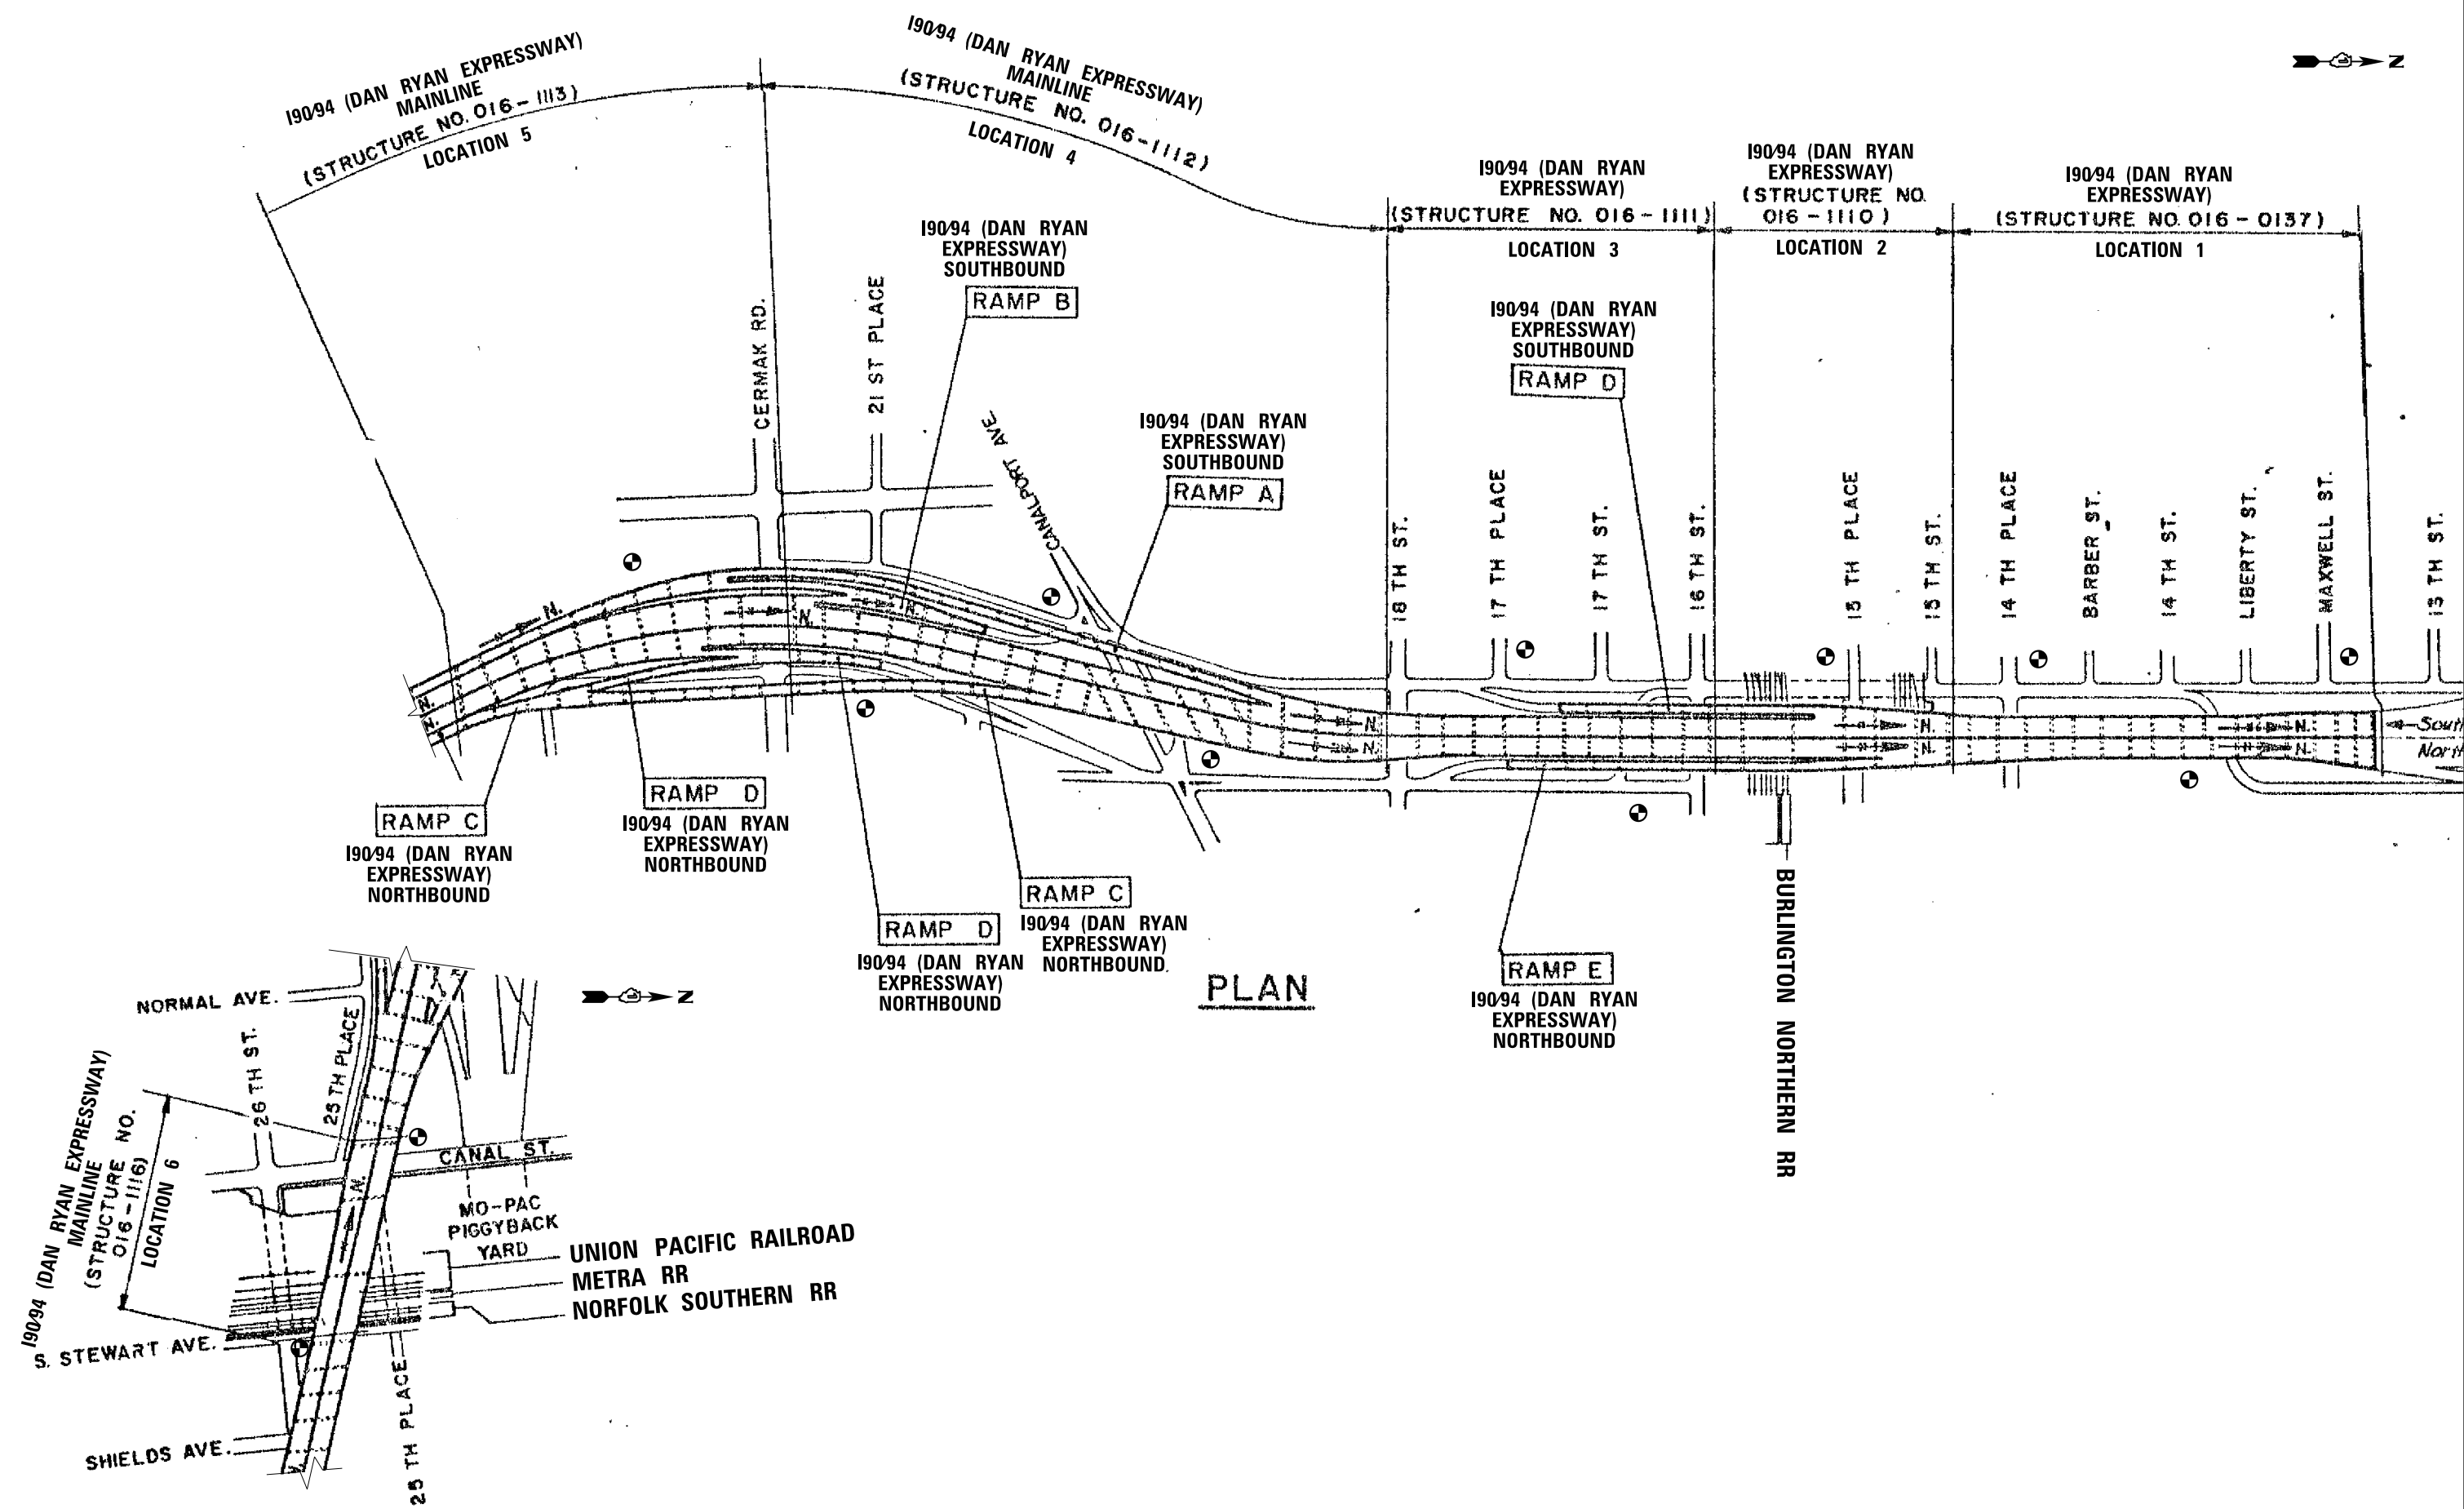 I90/94 (DAN RYAN EXPRESSWAY)
MAINLINE
(STRUCTURE NO. 016-1113)
LOCATION 5
I90/94 (DAN RYAN EXPRESSWAY)
MAINLINE
(STRUCTURE NO. 016-1112)
LOCATION 4
I90/94 (DAN RYAN
EXPRESSWAY)
(STRUCTURE NO. 016-1111)
LOCATION 3
I90/94 (DAN RYAN
EXPRESSWAY)
(STRUCTURE NO.
016-1110)
LOCATION 2
I90/94 (DAN RYAN
EXPRESSWAY)
(STRUCTURE NO. 016-0137)
LOCATION 1
N
I90/94 (DAN RYAN
EXPRESSWAY)
SOUTHBOUND
RAMP B
I90/94 (DAN RYAN
EXPRESSWAY)
SOUTHBOUND
RAMP D
I90/94 (DAN RYAN
EXPRESSWAY)
SOUTHBOUND
RAMP A
CERMAK RD.
21 ST PLACE
CANALPORT AVE.
18 TH ST.
17 TH PLACE
17 TH ST.
16 TH ST.
15 TH PLACE
15 TH ST.
14 TH PLACE
BARBER ST.
14 TH ST.
LIBERTY ST.
MAXWELL ST.
13 TH ST.
N.
N.
N.
N.
N.
N.
N.
N.
N.
N.
N.
South
North
RAMP C
I90/94 (DAN RYAN
EXPRESSWAY)
NORTHBOUND
RAMP D
I90/94 (DAN RYAN
EXPRESSWAY)
NORTHBOUND
RAMP D
I90/94 (DAN RYAN
EXPRESSWAY)
NORTHBOUND
RAMP C
I90/94 (DAN RYAN
EXPRESSWAY)
NORTHBOUND
RAMP E
I90/94 (DAN RYAN
EXPRESSWAY)
NORTHBOUND
BURLINGTON NORTHERN RR
PLAN
N
NORMAL AVE.
26 TH ST.
25 TH PLACE
I90/94 (DAN RYAN EXPRESSWAY)
MAINLINE
(STRUCTURE NO.
016-1116)
LOCATION 6
CANAL ST.
N.
MO-PAC
PIGGYBACK
YARD
UNION PACIFIC RAILROAD
METRA RR
NORFOLK SOUTHERN RR
S. STEWART AVE.
SHIELDS AVE.
25 TH PLACE